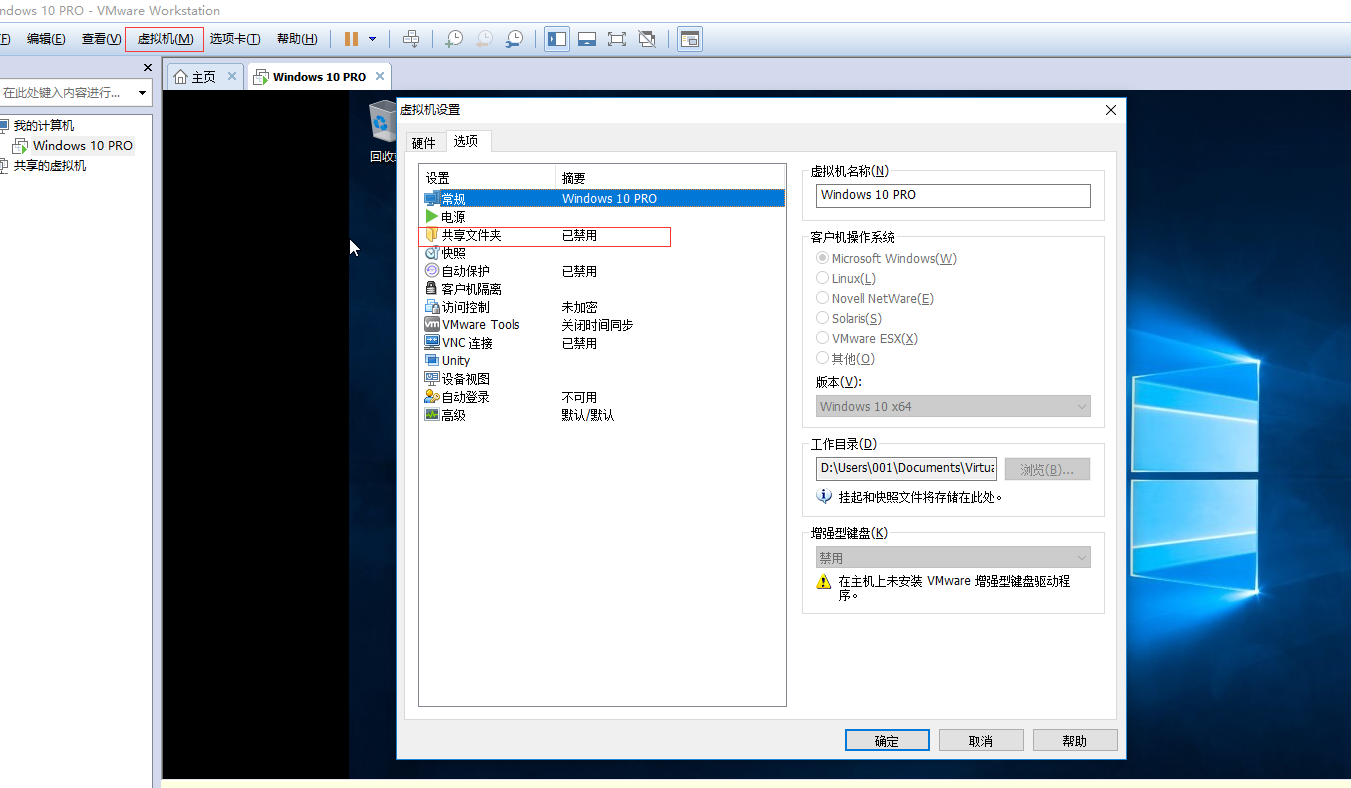 ndows 10 PRO - VMware Workstation
F) 编辑(E) 查看(V) 虚拟机(M) 选项卡(T) 帮助(H)
主页 Windows 10 PRO
在此处键入内容进行...
我的计算机
Windows 10 PRO
共享的虚拟机
虚拟机设置
硬件 选项
设置 摘要
常规 Windows 10 PRO
电源
共享文件夹 已禁用
快照
自动保护 已禁用
客户机隔离
访问控制 未加密
VMware Tools 关闭时间同步
VNC 连接 已禁用
Unity
设备视图
自动登录 不可用
高级 默认/默认
虚拟机名称(N)
Windows 10 PRO
客户机操作系统
Microsoft Windows(W)
Linux(L)
Novell NetWare(E)
Solaris(S)
VMware ESX(X)
其他(O)
版本(V):
Windows 10 x64
工作目录(D)
D:\Users\001\Documents\Virtua
浏览(B)...
挂起和快照文件将存储在此处。
增强型键盘(K)
禁用
在主机上未安装 VMware 增强型键盘驱动程
序。
确定 取消 帮助
回收